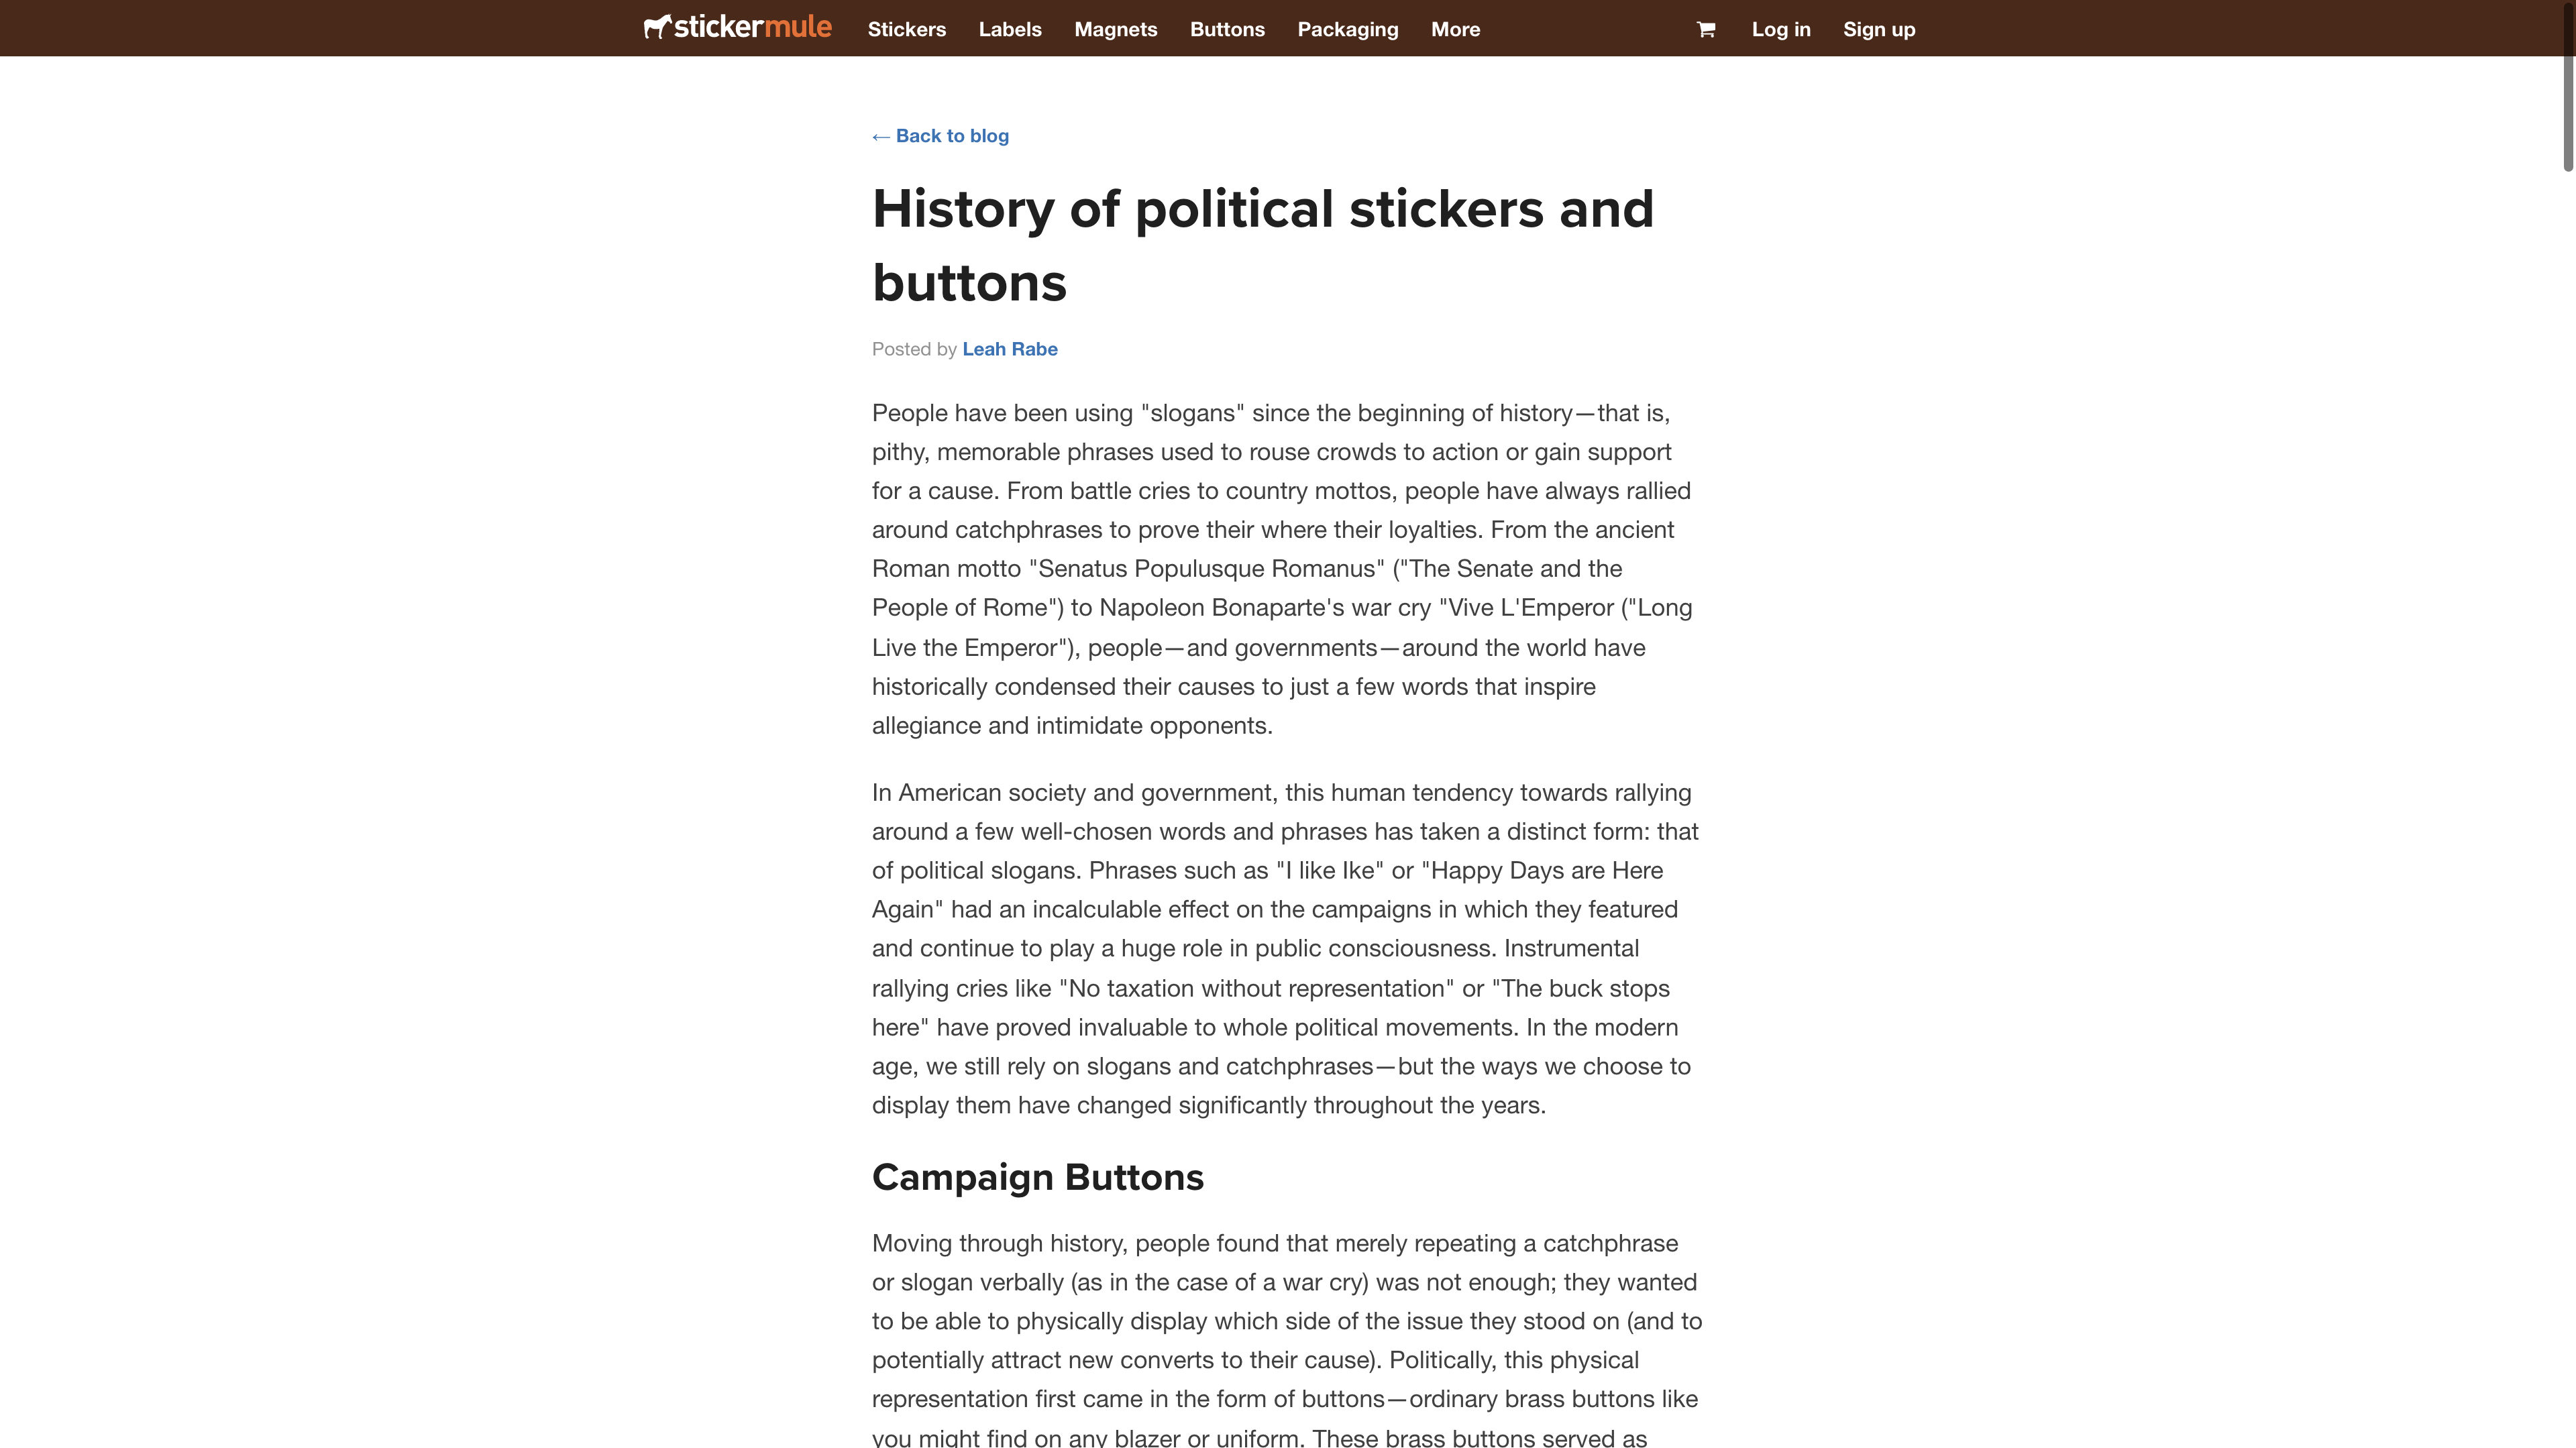 stickermule Stickers Labels Magnets Buttons Packaging More Log in Sign up
← Back to blog
History of political stickers and
buttons
Posted by Leah Rabe
People have been using "slogans" since the beginning of history—that is,
pithy, memorable phrases used to rouse crowds to action or gain support
for a cause. From battle cries to country mottos, people have always rallied
around catchphrases to prove their where their loyalties. From the ancient
Roman motto "Senatus Populusque Romanus" ("The Senate and the
People of Rome") to Napoleon Bonaparte's war cry "Vive L'Emperor ("Long
Live the Emperor"), people—and governments—around the world have
historically condensed their causes to just a few words that inspire
allegiance and intimidate opponents.
In American society and government, this human tendency towards rallying
around a few well-chosen words and phrases has taken a distinct form: that
of political slogans. Phrases such as "I like Ike" or "Happy Days are Here
Again" had an incalculable effect on the campaigns in which they featured
and continue to play a huge role in public consciousness. Instrumental
rallying cries like "No taxation without representation" or "The buck stops
here" have proved invaluable to whole political movements. In the modern
age, we still rely on slogans and catchphrases—but the ways we choose to
display them have changed significantly throughout the years.
Campaign Buttons
Moving through history, people found that merely repeating a catchphrase
or slogan verbally (as in the case of a war cry) was not enough; they wanted
to be able to physically display which side of the issue they stood on (and to
potentially attract new converts to their cause). Politically, this physical
representation first came in the form of buttons—ordinary brass buttons like
you might find on any blazer or uniform. These brass buttons served as